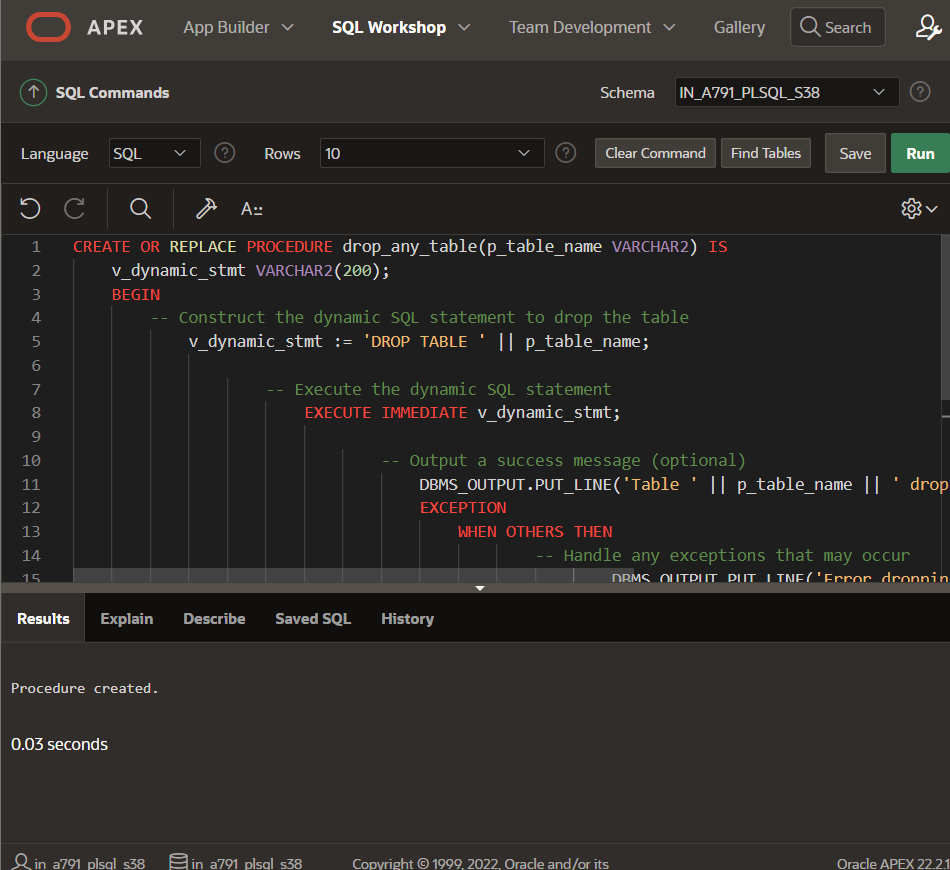 APEX App Builder SQL Workshop Team Development Gallery Search
SQL Commands Schema IN_A791_PLSQL_S38 ?
Language SQL ? Rows 10 ? Clear Command Find Tables Save Run
A::
1 CREATE OR REPLACE PROCEDURE drop_any_table(p_table_name VARCHAR2) IS
2 v_dynamic_stmt VARCHAR2(200);
3 BEGIN
4 -- Construct the dynamic SQL statement to drop the table
5 v_dynamic_stmt := 'DROP TABLE ' || p_table_name;
6
7 -- Execute the dynamic SQL statement
8 EXECUTE IMMEDIATE v_dynamic_stmt;
9
10 -- Output a success message (optional)
11 DBMS_OUTPUT.PUT_LINE('Table ' || p_table_name || ' drop
12 EXCEPTION
13 WHEN OTHERS THEN
14 -- Handle any exceptions that may occur
15 DBMS_OUTPUT.PUT_LINE('Error droppin
Results Explain Describe Saved SQL History
Procedure created.
0.03 seconds
in_a791_plsql_s38 in_a791_plsql_s38 Copyright © 1999, 2022, Oracle and/or its Oracle APEX 22.2.1